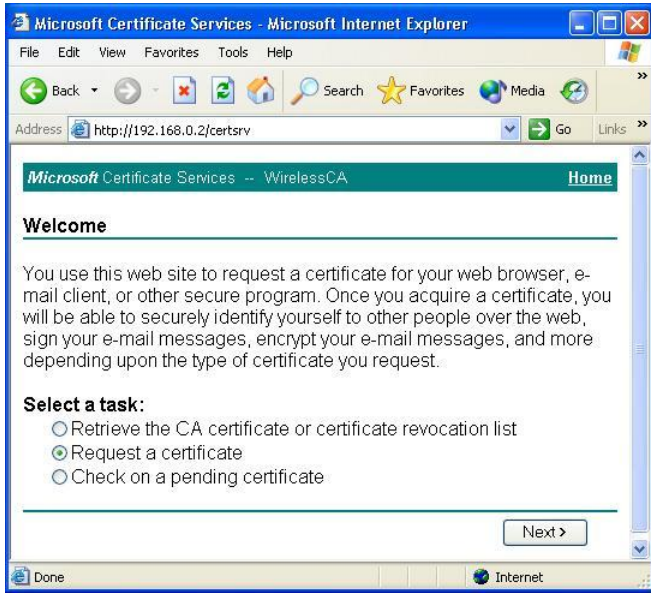 Microsoft Certificate Services - Microsoft Internet Explorer
File Edit View Favorites Tools Help
Back Search Favorites Media »
Address http://192.168.0.2/certsrv Go Links »
Microsoft Certificate Services -- WirelessCA Home
Welcome
You use this web site to request a certificate for your web browser, e-
mail client, or other secure program. Once you acquire a certificate, you
will be able to securely identify yourself to other people over the web,
sign your e-mail messages, encrypt your e-mail messages, and more
depending upon the type of certificate you request.
Select a task:
Retrieve the CA certificate or certificate revocation list
Request a certificate
Check on a pending certificate
Next >
Done Internet